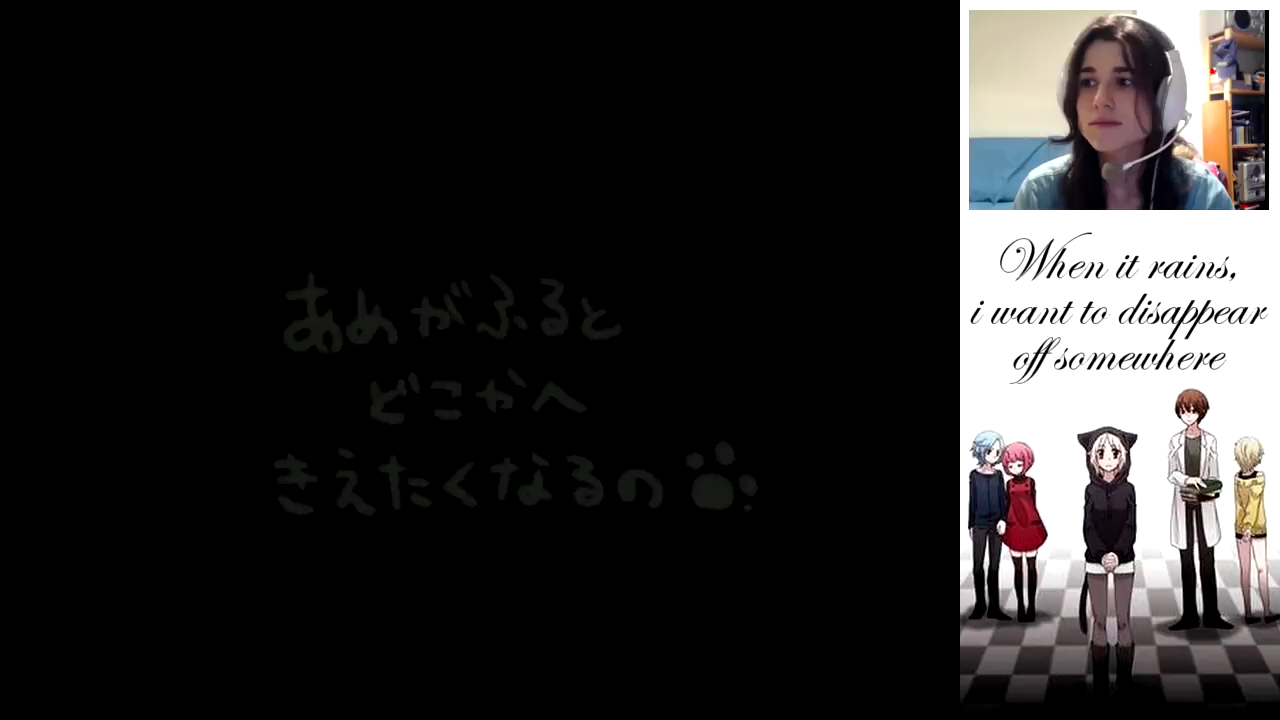 あめがふると
どこかへ
きえたくなるの
When it rains,
i want to disappear
off somewhere